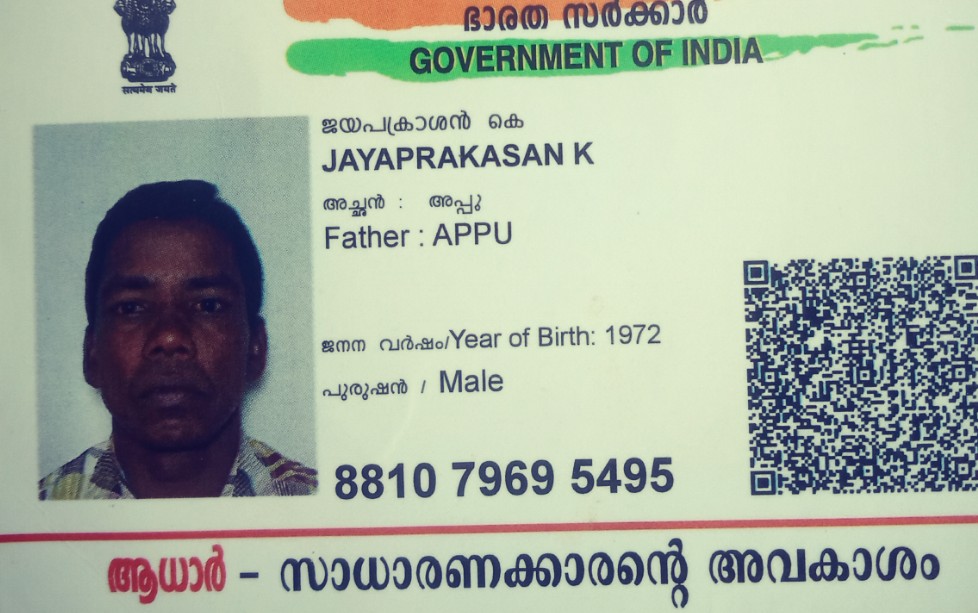 ഭാരത സർക്കാർ
GOVERNMENT OF INDIA
सत्यमेव जयते
ജയപ്രകാശൻ കെ
JAYAPRAKASAN K
അച്ഛൻ : അപ്പു
Father : APPU
ജനന വർഷം/Year of Birth: 1972
പുരുഷൻ / Male
8810 7969 5495
ആധാർ – സാധാരണക്കാരന്റെ അവകാശം